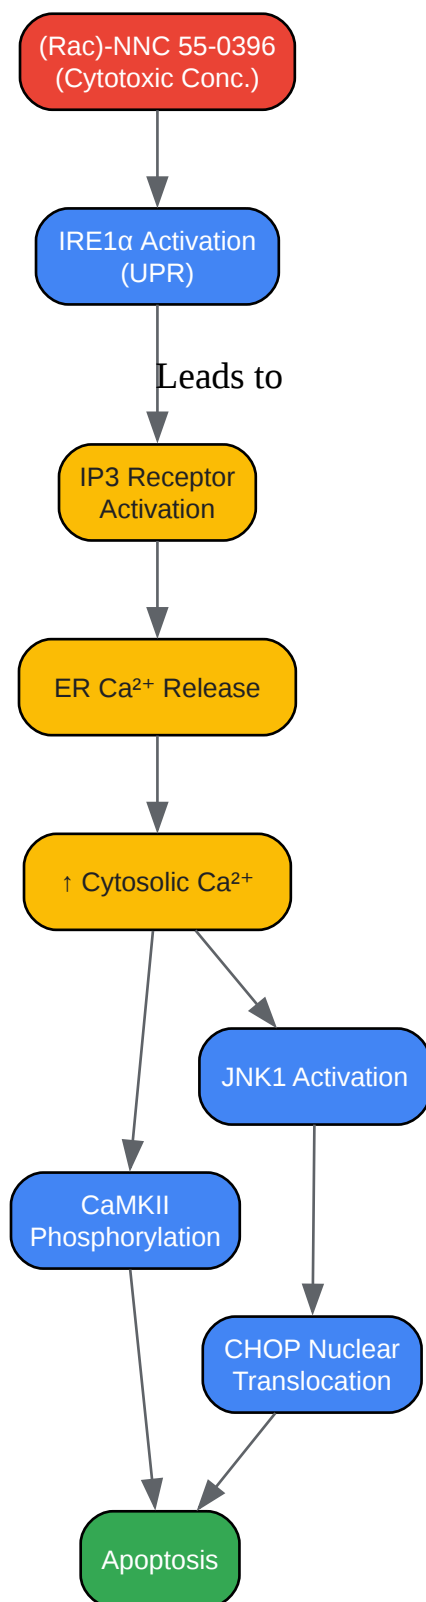 (Rac)-NNC 55-0396
(Cytotoxic Conc.)
IRE1α Activation
(UPR)
Leads to
IP3 Receptor
Activation
ER Ca²⁺ Release
↑ Cytosolic Ca²⁺
JNK1 Activation
CaMKII
Phosphorylation
CHOP Nuclear
Translocation
Apoptosis